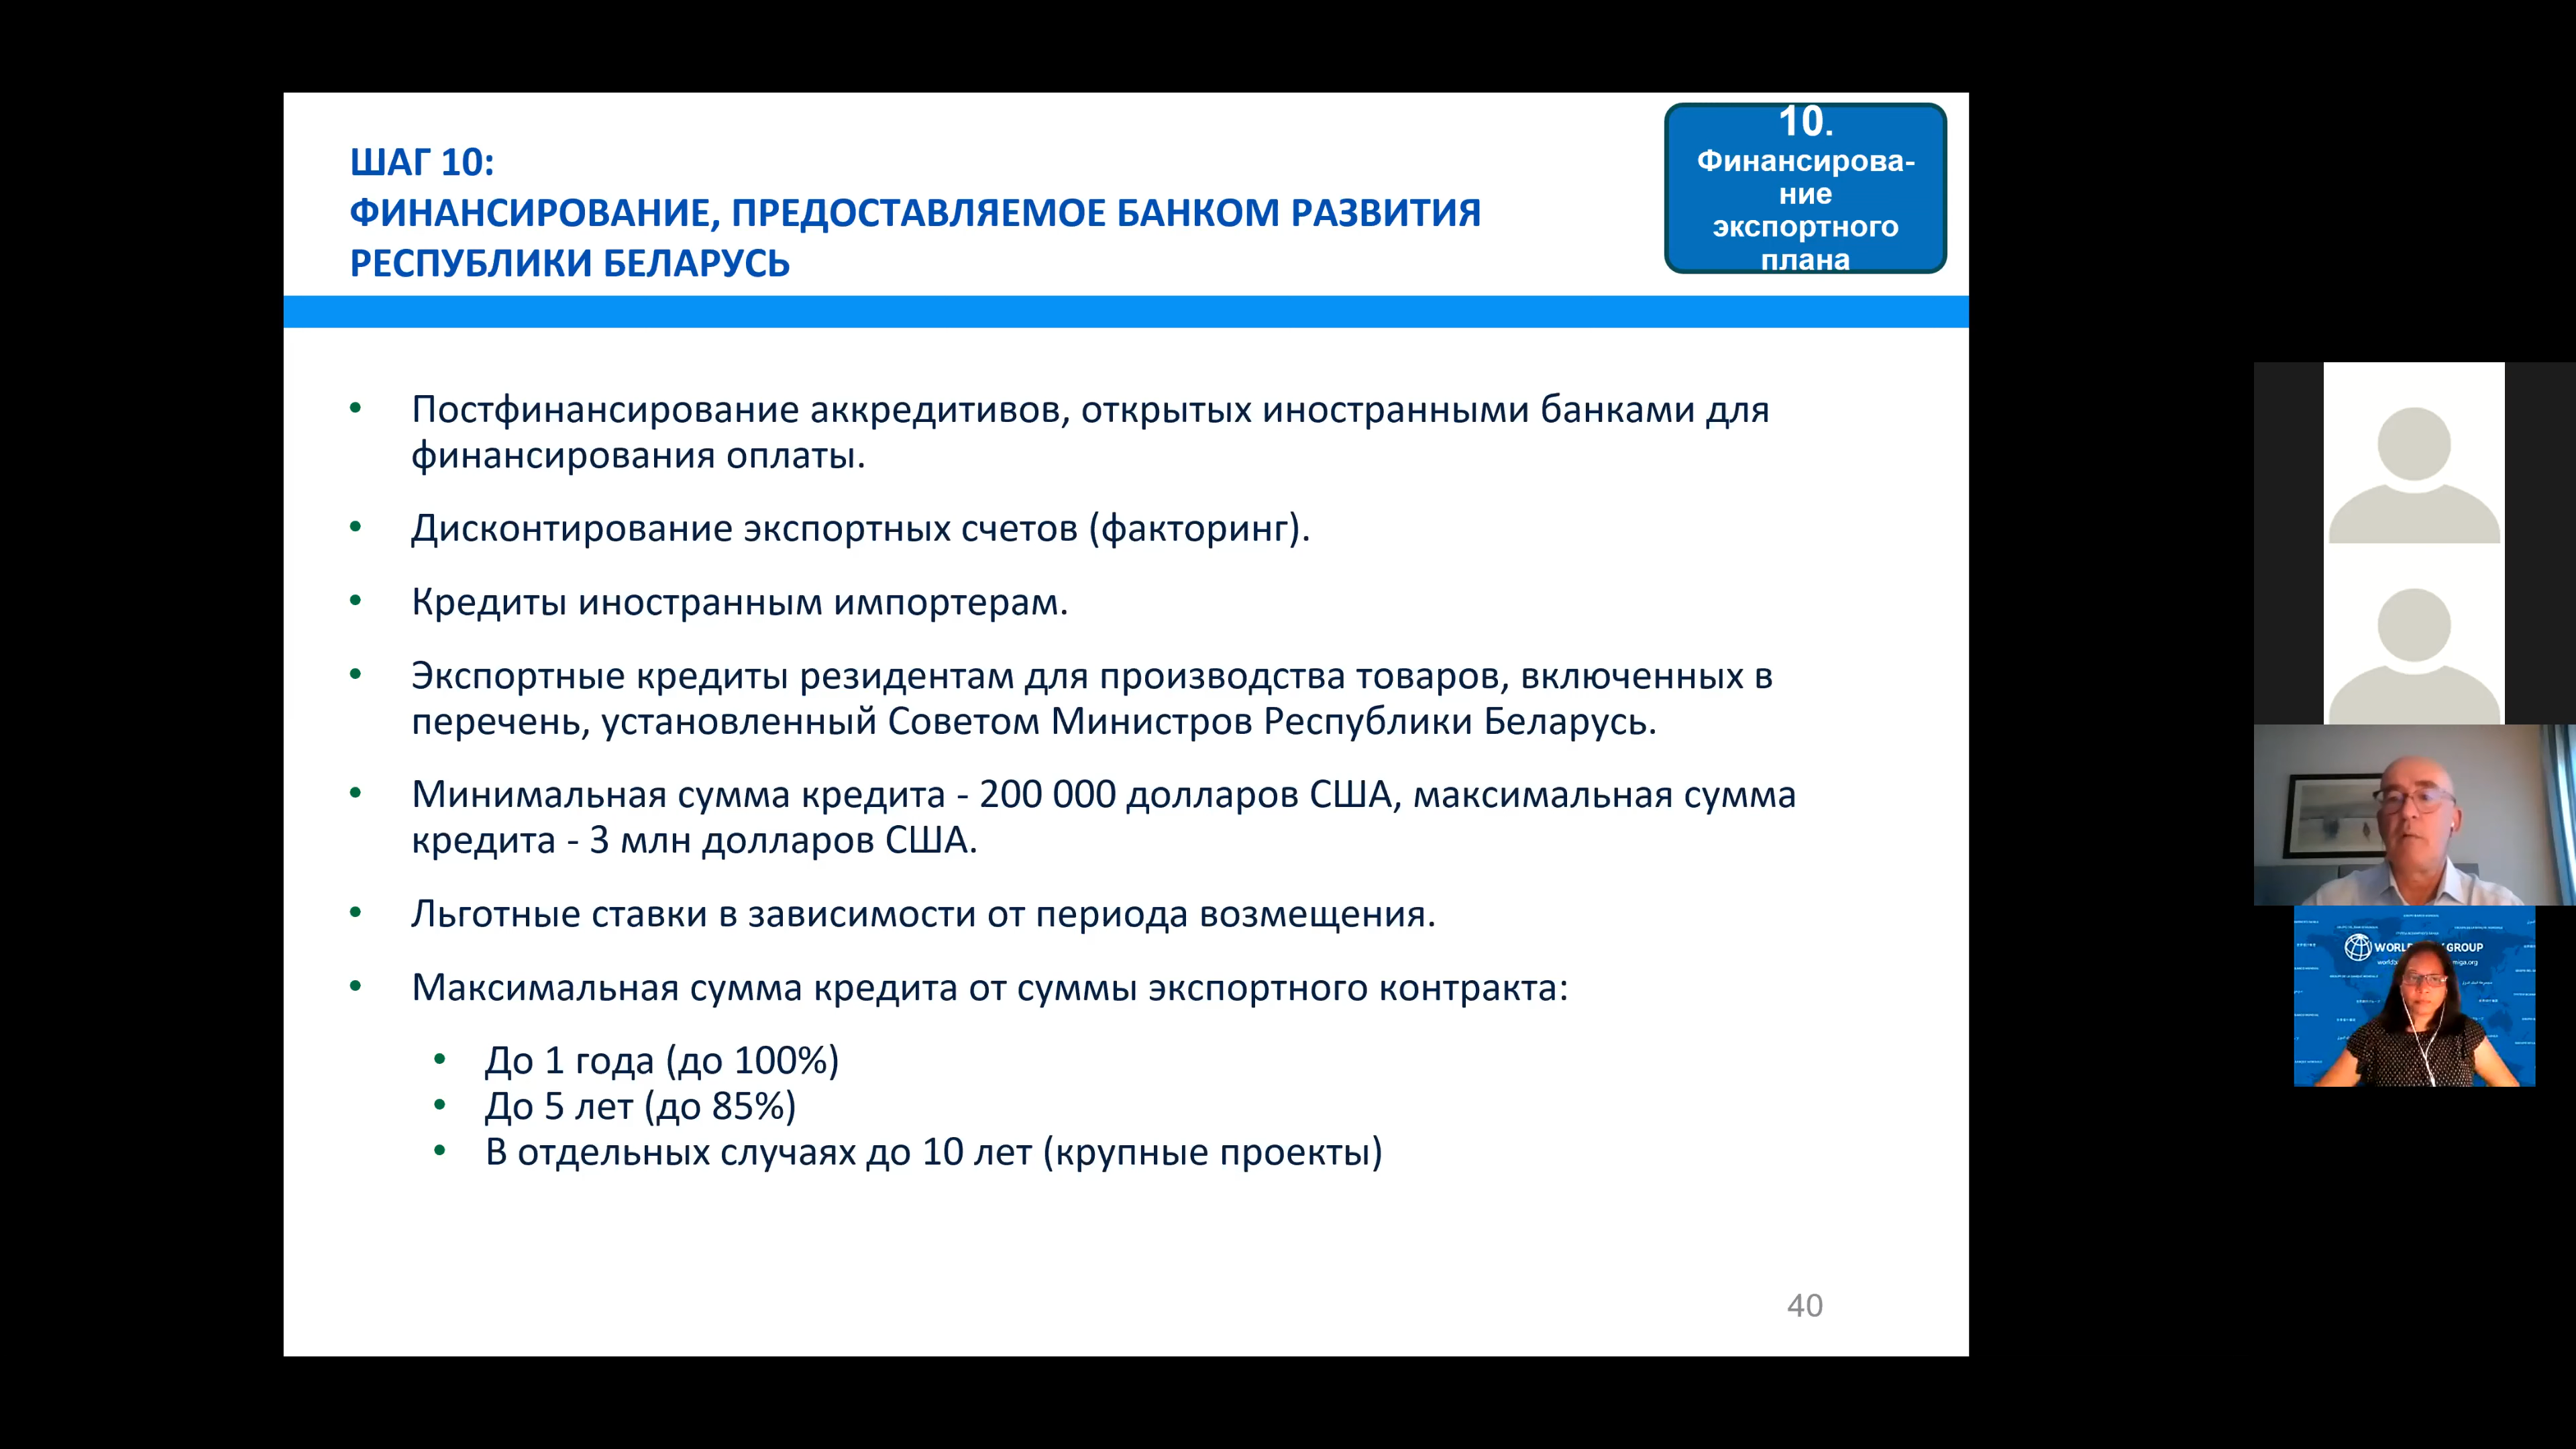 ШАГ 10:
ФИНАНСИРОВАНИЕ, ПРЕДОСТАВЛЯЕМОЕ БАНКОМ РАЗВИТИЯ
РЕСПУБЛИКИ БЕЛАРУСЬ
10.
Финансирова-
ние
экспортного
плана
• Постфинансирование аккредитивов, открытых иностранными банками для
финансирования оплаты.
• Дисконтирование экспортных счетов (факторинг).
• Кредиты иностранным импортерам.
• Экспортные кредиты резидентам для производства товаров, включенных в
перечень, установленный Советом Министров Республики Беларусь.
• Минимальная сумма кредита - 200 000 долларов США, максимальная сумма
кредита - 3 млн долларов США.
• Льготные ставки в зависимости от периода возмещения.
• Максимальная сумма кредита от суммы экспортного контракта:
• До 1 года (до 100%)
• До 5 лет (до 85%)
• В отдельных случаях до 10 лет (крупные проекты)
40
GROUP